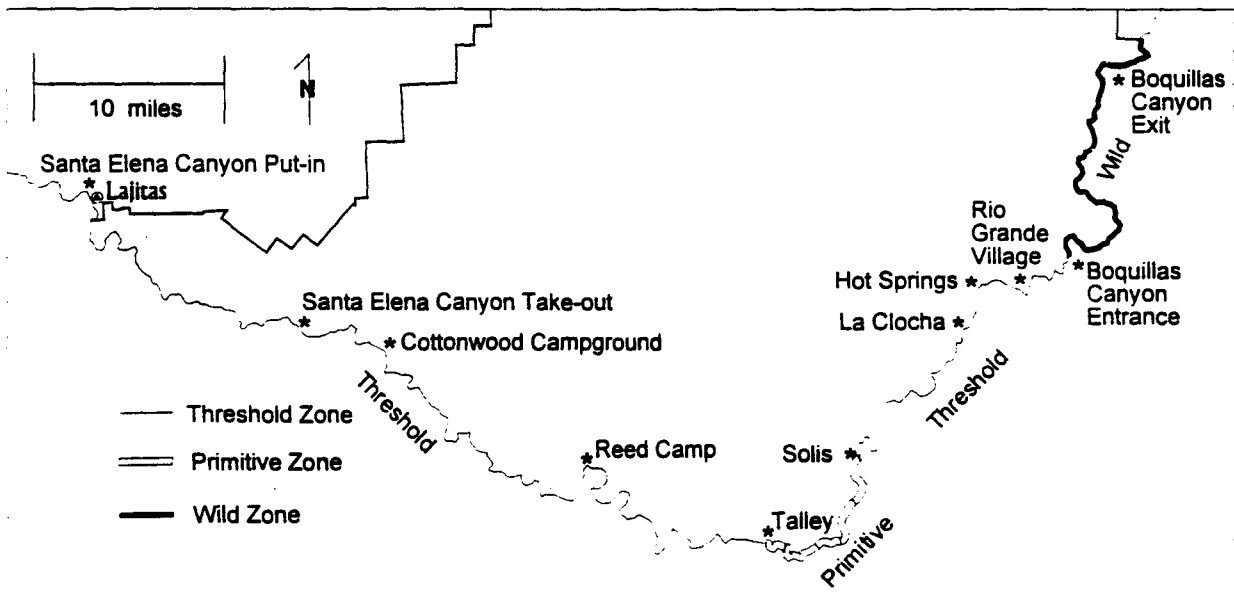 10 miles
N
Santa Elena Canyon Put-in
Lajitas
Boquillas
Canyon
Exit
Wild
Rio
Grande
Village
Hot Springs
Boquillas
Canyon
Entrance
La Clocha
Santa Elena Canyon Take-out
Cottonwood Campground
Threshold
Threshold
Threshold Zone
Primitive Zone
Wild Zone
Reed Camp
Solis
Talley
Primitive